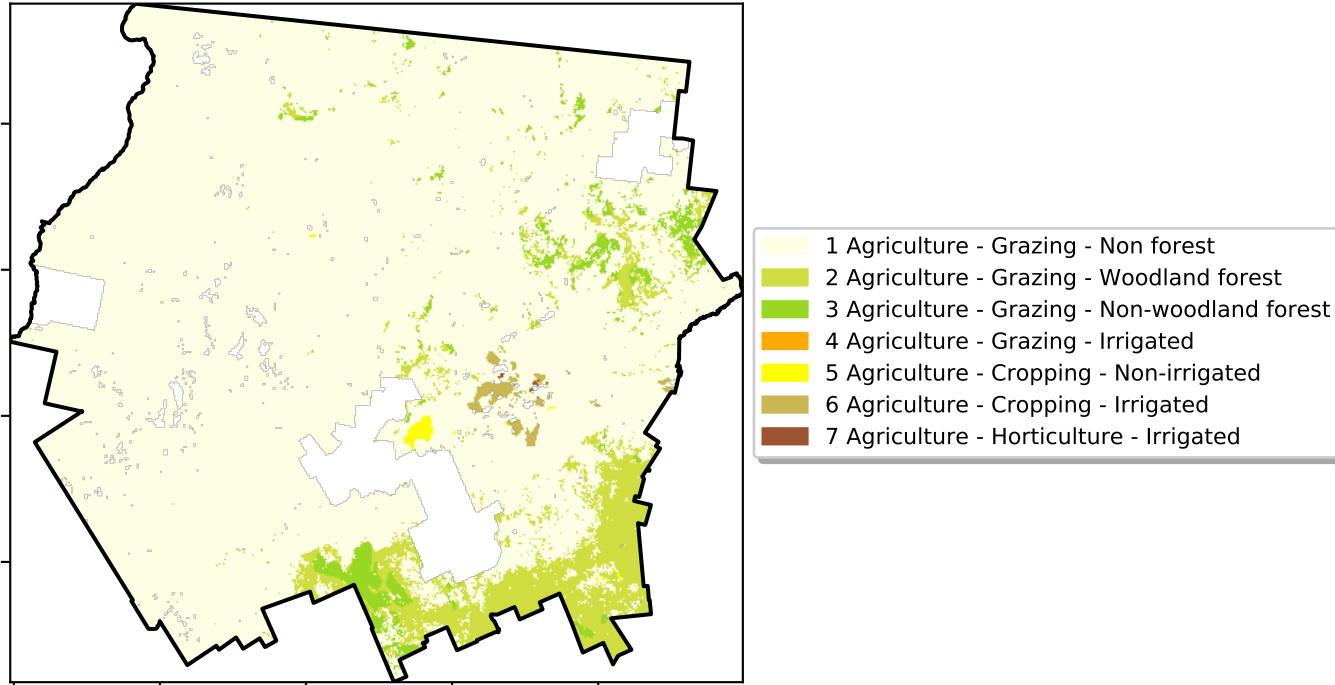 1 Agriculture - Grazing - Non forest
2 Agriculture - Grazing - Woodland forest
3 Agriculture - Grazing - Non-woodland forest
4 Agriculture - Grazing - Irrigated
5 Agriculture - Cropping - Non-irrigated
6 Agriculture - Cropping - Irrigated
7 Agriculture - Horticulture - Irrigated